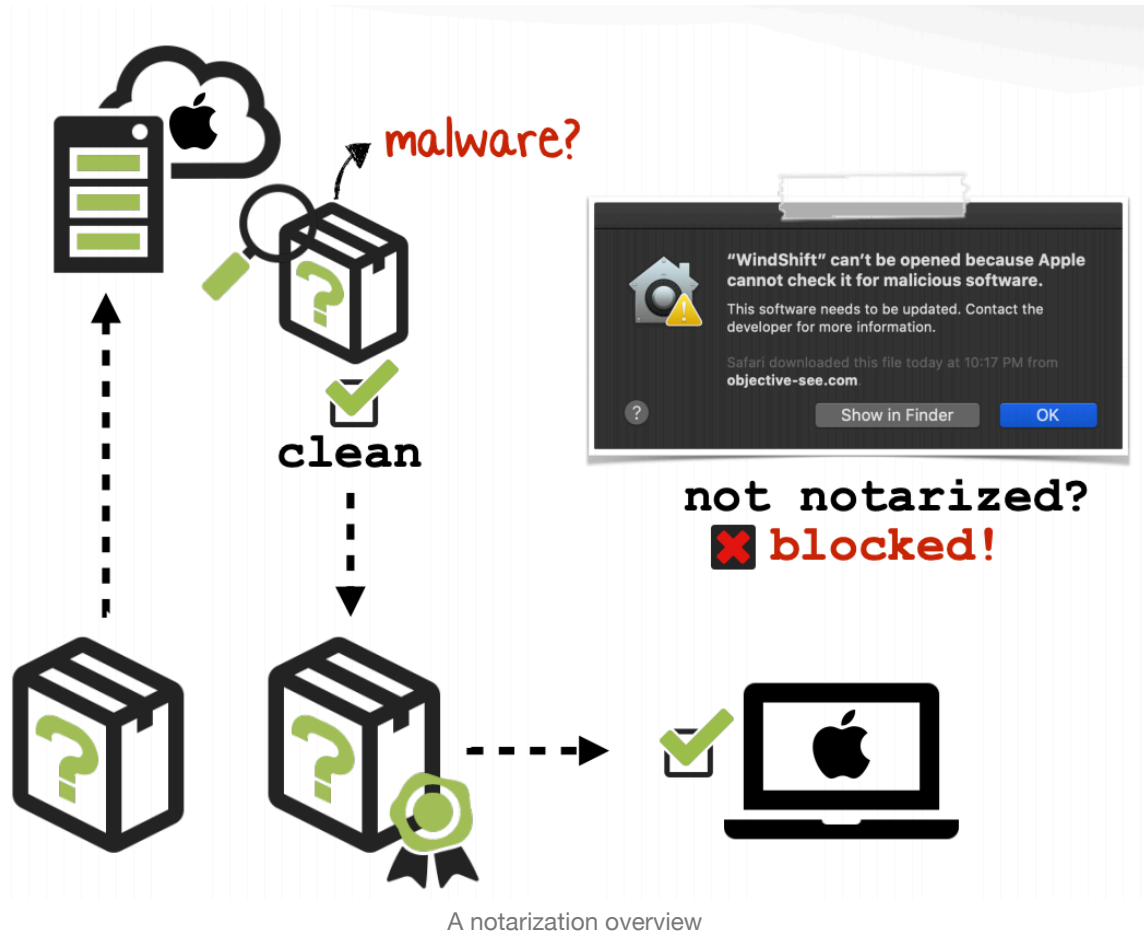 malware?
“WindShift” can’t be opened because Apple
cannot check it for malicious software.
This software needs to be updated. Contact the
developer for more information.
Safari downloaded this file today at 10:17 PM from
objective-see.com.
?
Show in Finder
OK
clean
not notarized?
blocked!
?
?
?
A notarization overview